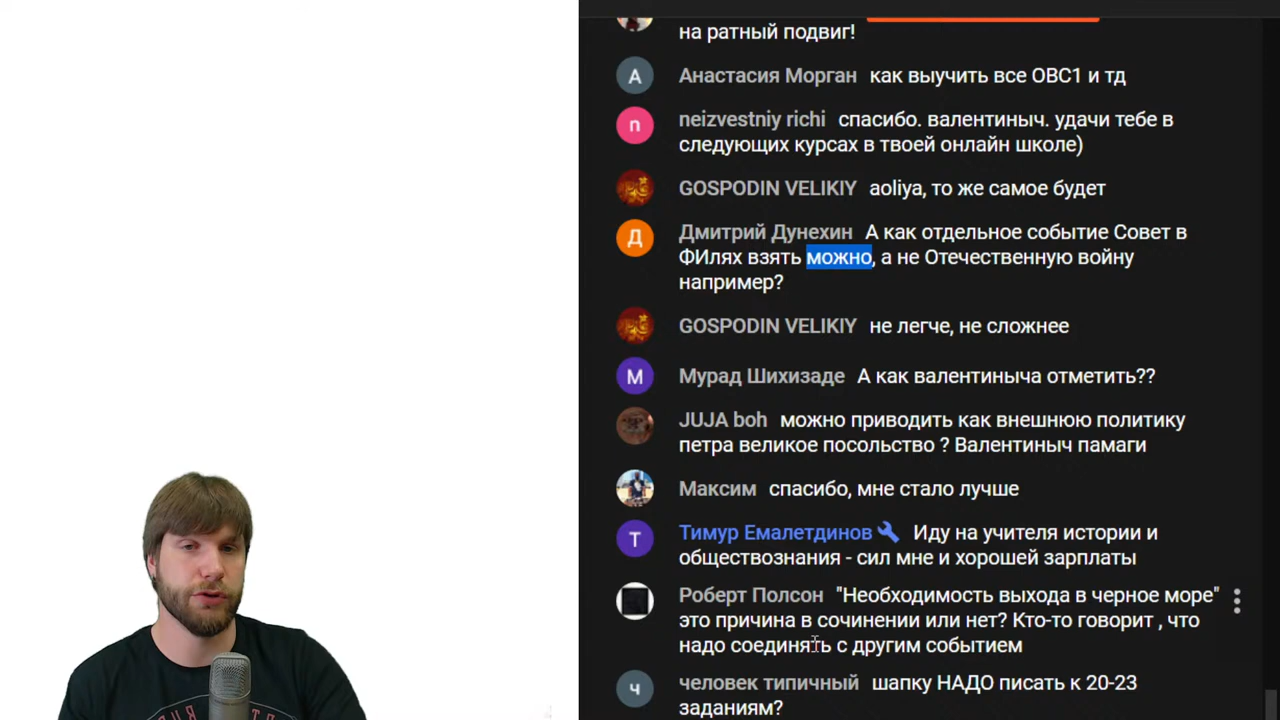 на ратный подвиг!
А Анастасия Морган как выучить все ОВС1 и тд
n neizvestniy richi спасибо. валентиныч. удачи тебе в
следующих курсах в твоей онлайн школе)
GOSPODIN VELIKIY aoliya, то же самое будет
Д Дмитрий Дунехин А как отдельное событие Совет в
ФИлях взять можно, а не Отечественную войну
например?
GOSPODIN VELIKIY не легче, не сложнее
М Мурад Шихизаде А как валентиныча отметить??
JUJA boh можно приводить как внешнюю политику
петра великое посольство ? Валентиныч памаги
Максим спасибо, мне стало лучше
Т Тимур Емалетдинов Иду на учителя истории и
обществознания - сил мне и хорошей зарплаты
Роберт Полсон "Необходимость выхода в черное море"
это причина в сочинении или нет? Кто-то говорит , что
надо соединять с другим событием
ч человек типичный шапку НАДО писать к 20-23
заданиям?